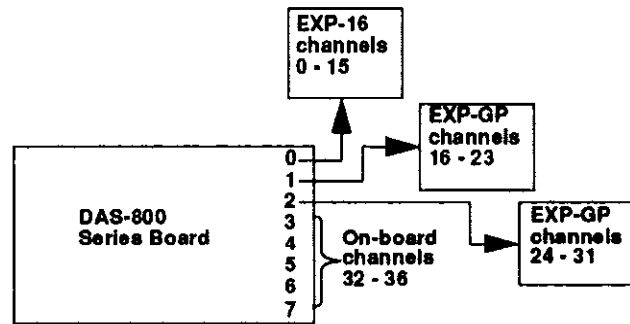 EXP-16
channels
0 - 15
EXP-GP
channels
16 - 23
0
1
2
3
4
5
6
7
DAS-800
Series Board
On-board
channels
32 - 36
EXP-GP
channels
24 - 31